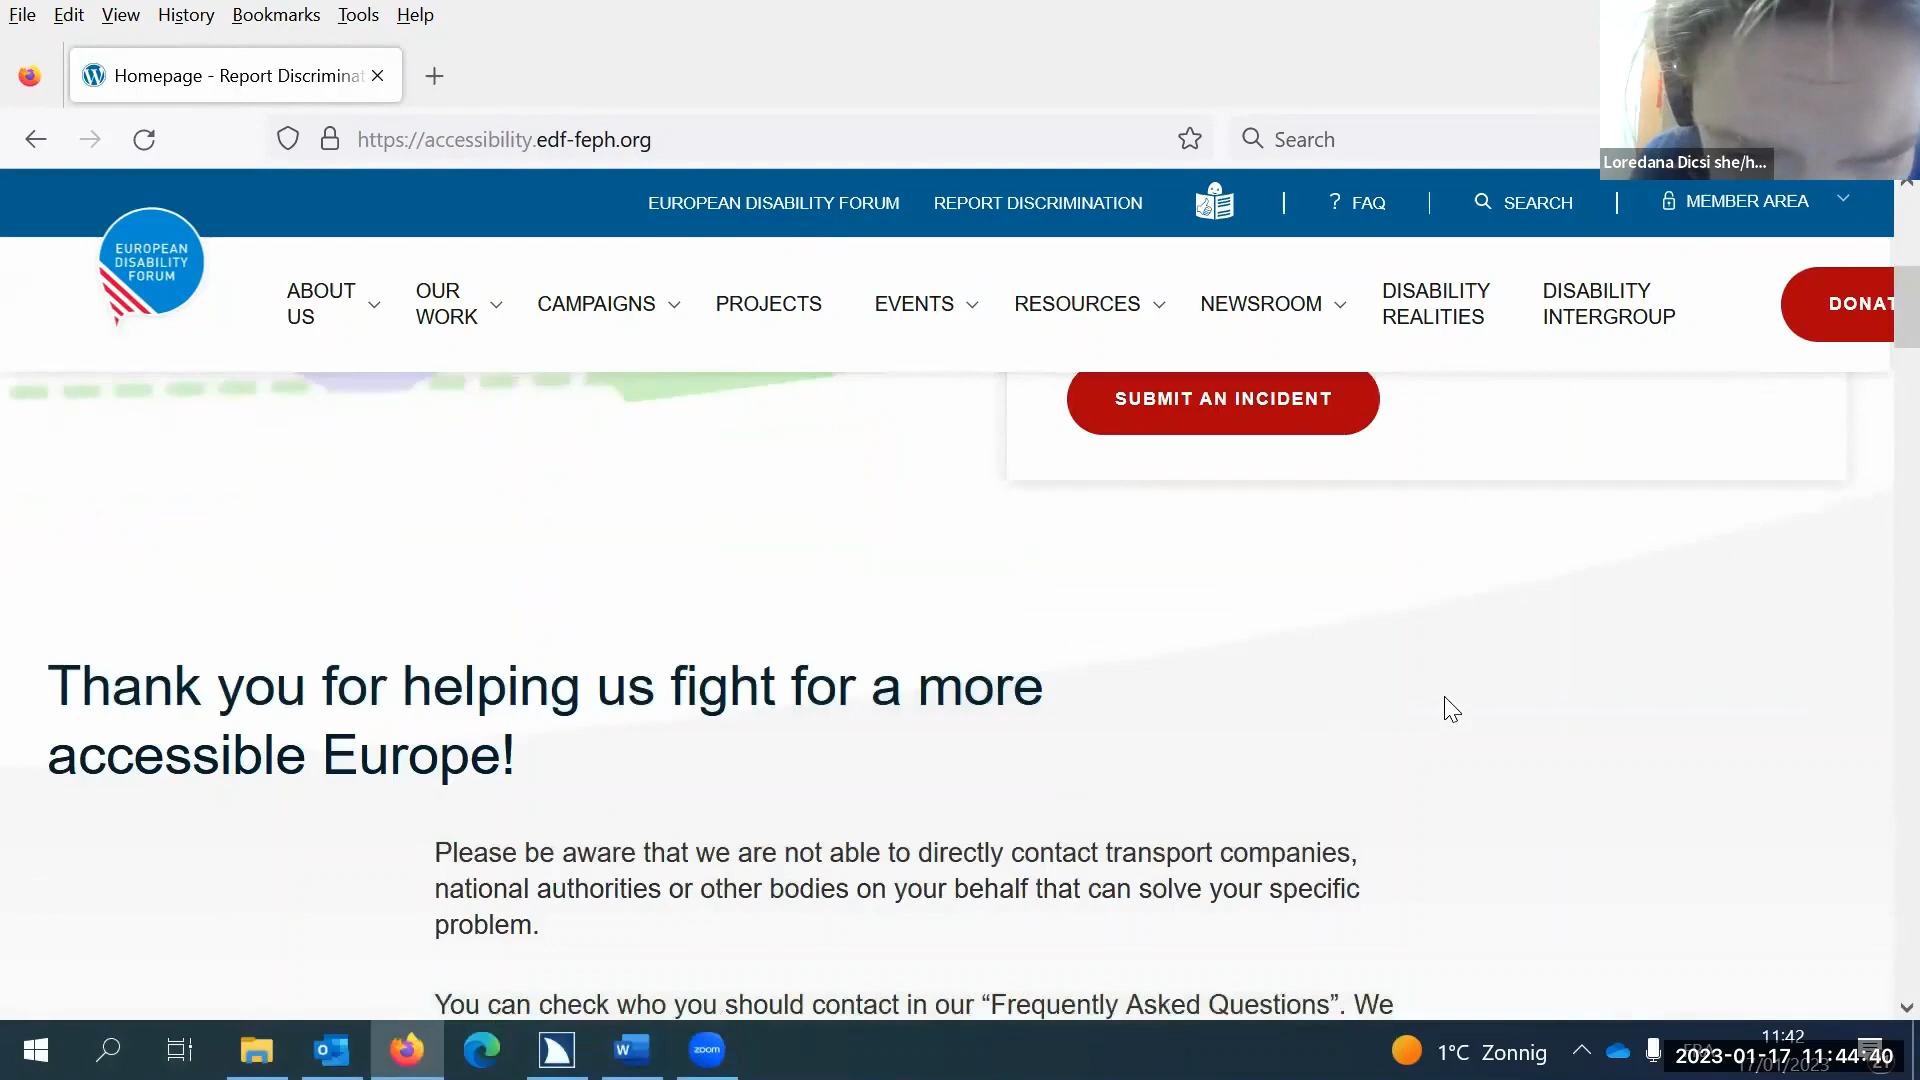 File Edit View History Bookmarks Tools Help
Homepage - Report Discriminat
https://accessibility.edf-feph.org
Search
Loredana Dicsi she/h...
EUROPEAN DISABILITY FORUM REPORT DISCRIMINATION | ? FAQ | SEARCH | MEMBER AREA
EUROPEAN
DISABILITY
FORUM
ABOUT
US
OUR
WORK
CAMPAIGNS
PROJECTS
EVENTS
RESOURCES
NEWSROOM
DISABILITY
REALITIES
DISABILITY
INTERGROUP
DONAT
SUBMIT AN INCIDENT
Thank you for helping us fight for a more
accessible Europe!
Please be aware that we are not able to directly contact transport companies,
national authorities or other bodies on your behalf that can solve your specific
problem.
You can check who you should contact in our “Frequently Asked Questions”. We
zoom
1°C Zonnig
11:42
2023-01-17 11:44:40
17/01/2023
21